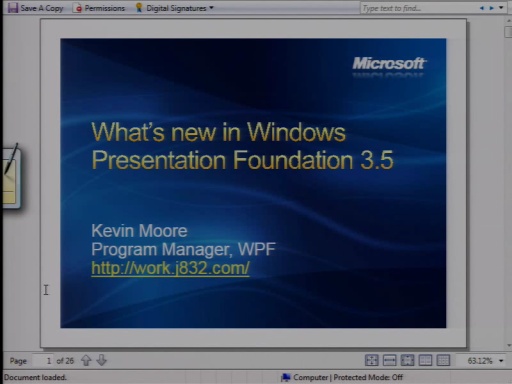 Save A Copy Permissions Digital Signatures Type text to find...
Microsoft
What's new in Windows
Presentation Foundation 3.5
Kevin Moore
Program Manager, WPF
http://work.j832.com/
Page 1 of 26 63.12%
Document loaded. Computer | Protected Mode: Off